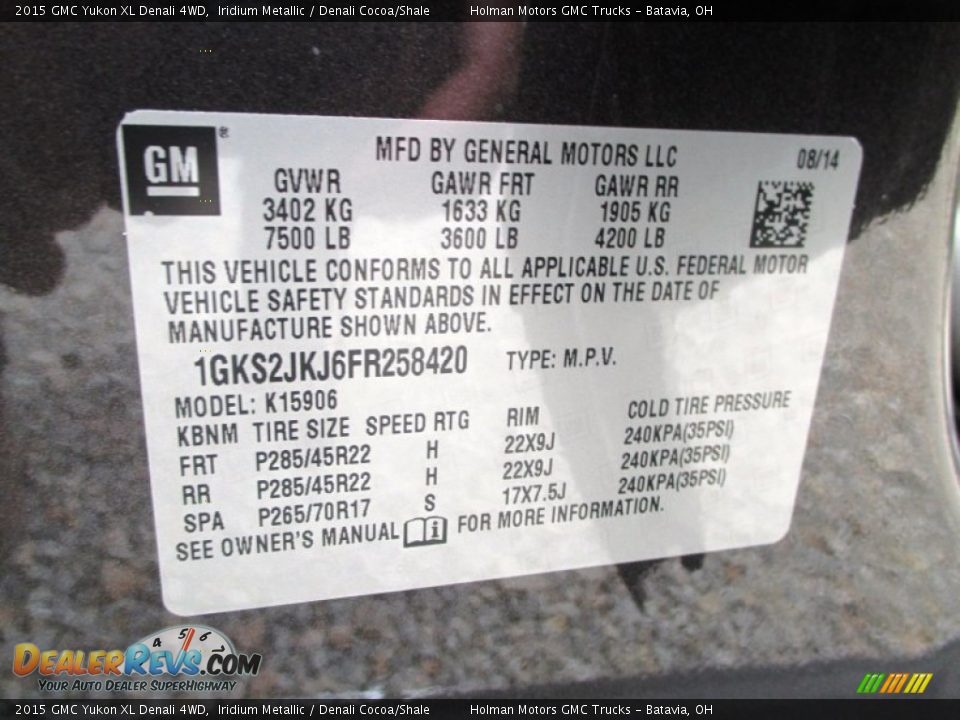 2015 GMC Yukon XL Denali 4WD, Iridium Metallic / Denali Cocoa/Shale Holman Motors GMC Trucks - Batavia, OH
GM ®
MFD BY GENERAL MOTORS LLC 08/14
GVWR GAWR FRT GAWR RR
3402 KG 1633 KG 1905 KG
7500 LB 3600 LB 4200 LB
THIS VEHICLE CONFORMS TO ALL APPLICABLE U.S. FEDERAL MOTOR
VEHICLE SAFETY STANDARDS IN EFFECT ON THE DATE OF
MANUFACTURE SHOWN ABOVE.
1GKS2JKJ6FR258420 TYPE: M.P.V.
MODEL: K15906
KBNM TIRE SIZE SPEED RTG RIM COLD TIRE PRESSURE
FRT P285/45R22 H 22X9J 240KPA(35PSI)
RR P285/45R22 H 22X9J 240KPA(35PSI)
SPA P265/70R17 S 17X7.5J 240KPA(35PSI)
SEE OWNER'S MANUAL i FOR MORE INFORMATION.
4 5 6
DEALERREVS.COM
YOUR AUTO DEALER SUPERHIGHWAY
2015 GMC Yukon XL Denali 4WD, Iridium Metallic / Denali Cocoa/Shale Holman Motors GMC Trucks - Batavia, OH